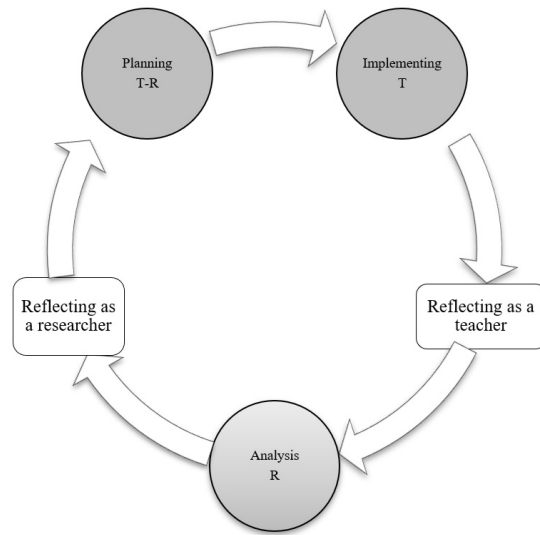 Planning
T-R
Implementing
T
Reflecting as a
teacher
Analysis
R
Reflecting as
a researcher